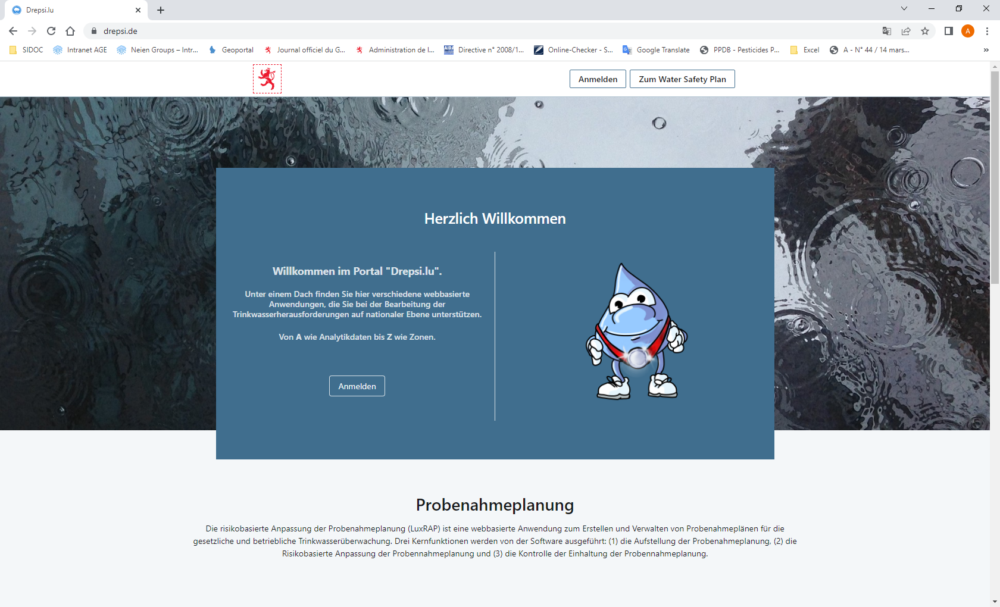 Drepsi.lu
drepsi.de
A
SIDOC
Intranet AGE
Neien Groups – Intr...
Geoportal
Journal officiel du G...
Administration de l...
Directive n° 2008/1...
Online-Checker - S...
Google Translate
PPDB - Pesticides P...
Excel
A - N° 44 / 14 mars...
»
Anmelden
Zum Water Safety Plan
Herzlich Willkommen
Willkommen im Portal "Drepsi.lu".
Unter einem Dach finden Sie hier verschiedene webbasierte
Anwendungen, die Sie bei der Bearbeitung der
Trinkwasserherausforderungen auf nationaler Ebene unterstützen.
Von A wie Analytikdaten bis Z wie Zonen.
Anmelden
Probenahmeplanung
Die risikobasierte Anpassung der Probenahmeplanung (LuxRAP) ist eine webbasierte Anwendung zum Erstellen und Verwalten von Probenahmeplänen für die
gesetzliche und betriebliche Trinkwasserüberwachung. Drei Kernfunktionen werden von der Software ausgeführt: (1) die Aufstellung der Probenahmeplanung, (2) die
Risikobasierte Anpassung der Probennahmeplanung und (3) die Kontrolle der Einhaltung der Probennahmeplanung.